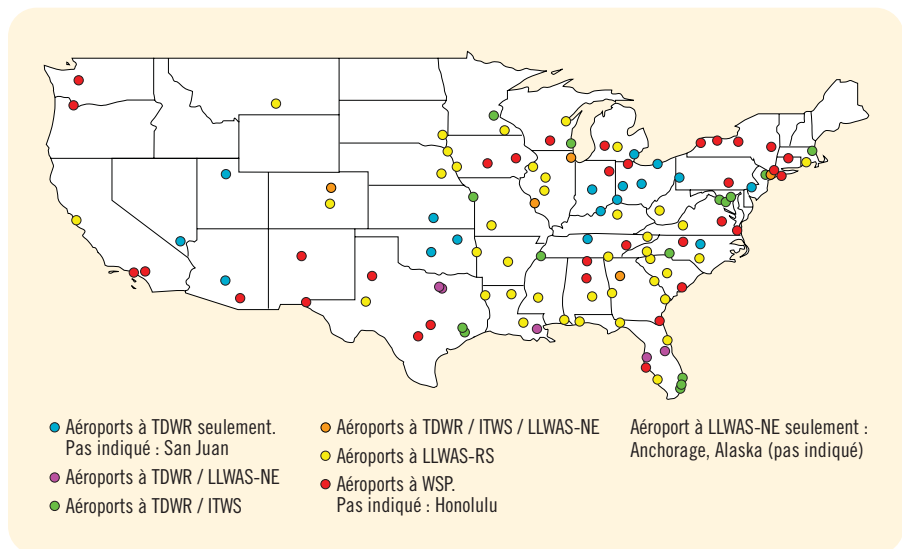 Aéroports à TDWR seulement.
Pas indiqué : San Juan
Aéroports à TDWR / LLWAS-NE
Aéroports à TDWR / ITWS
Aéroports à TDWR / ITWS / LLWAS-NE
Aéroports à LLWAS-RS
Aéroports à WSP.
Pas indiqué : Honolulu
Aéroport à LLWAS-NE seulement :
Anchorage, Alaska (pas indiqué)